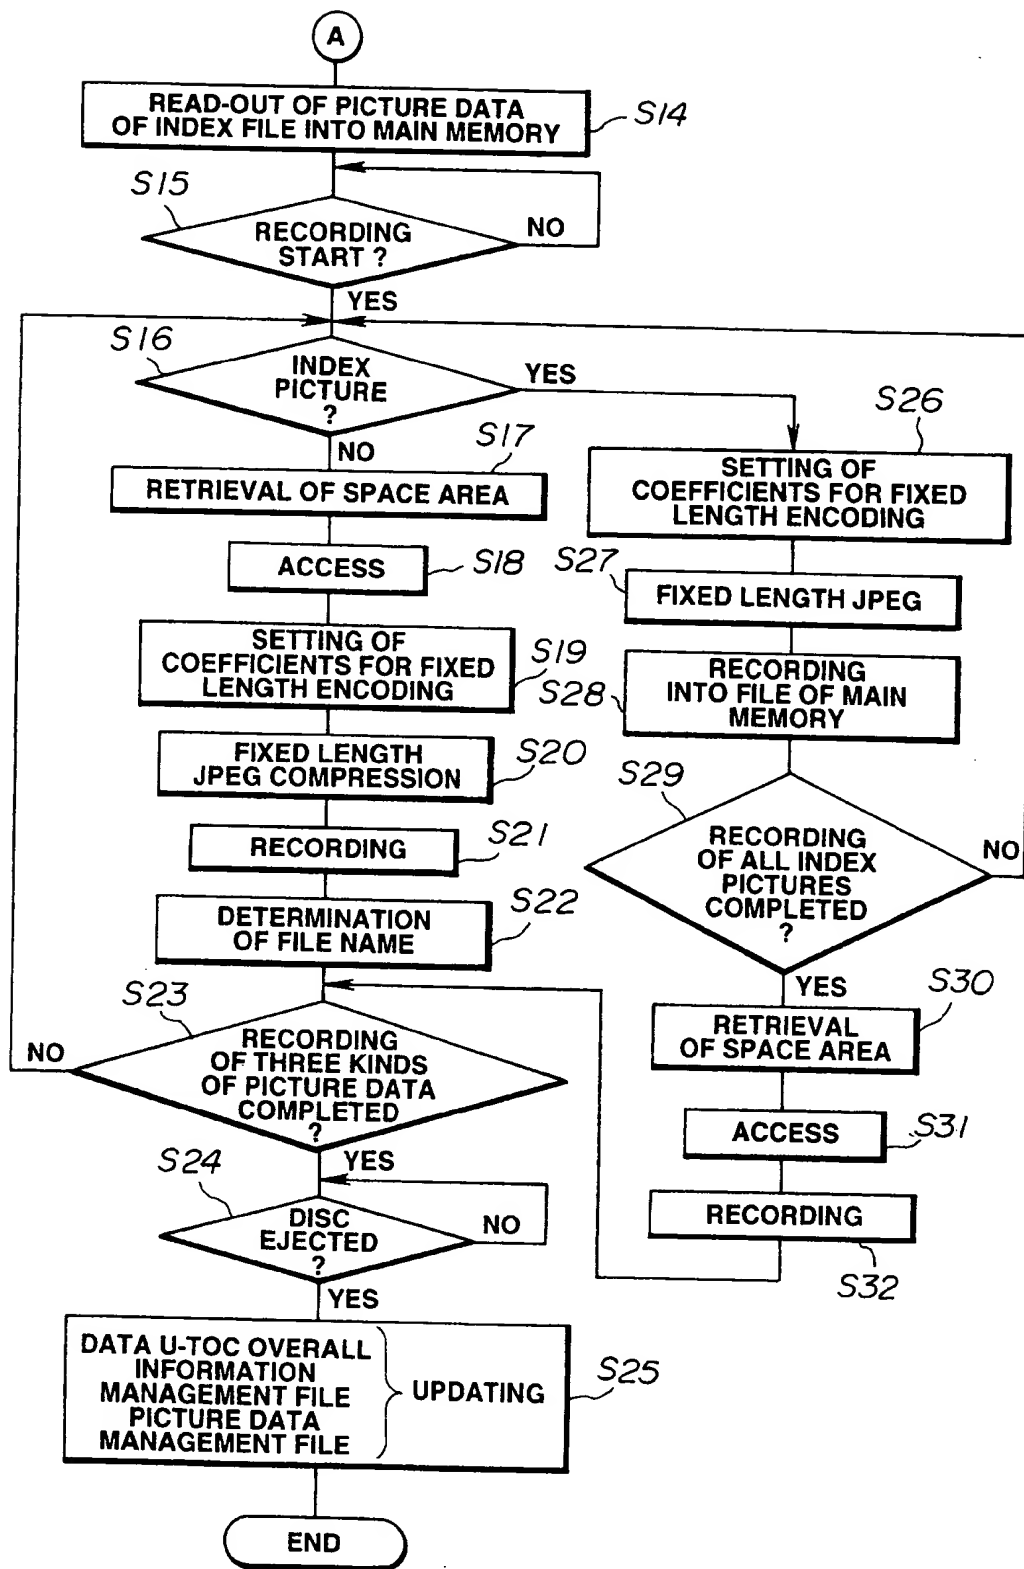 A
READ-OUT OF PICTURE DATA
OF INDEX FILE INTO MAIN MEMORY
S14
S15
RECORDING
START ?
NO
YES
S16
INDEX
PICTURE
?
YES
NO
S17
RETRIEVAL OF SPACE AREA
ACCESS
S18
SETTING OF
COEFFICIENTS FOR FIXED
LENGTH ENCODING
S19
FIXED LENGTH
JPEG COMPRESSION
S20
RECORDING
S21
DETERMINATION
OF FILE NAME
S22
S23
RECORDING
OF THREE KINDS
OF PICTURE DATA
COMPLETED
?
NO
YES
S24
DISC
EJECTED
?
NO
YES
DATA U-TOC OVERALL
INFORMATION
MANAGEMENT FILE
PICTURE DATA
MANAGEMENT FILE
UPDATING
S25
END
S26
SETTING OF
COEFFICIENTS FOR FIXED
LENGTH ENCODING
S27
FIXED LENGTH JPEG
S28
RECORDING
INTO FILE OF MAIN
MEMORY
S29
RECORDING
OF ALL INDEX
PICTURES
COMPLETED
?
NO
YES
S30
RETRIEVAL
OF SPACE AREA
ACCESS
S31
RECORDING
S32